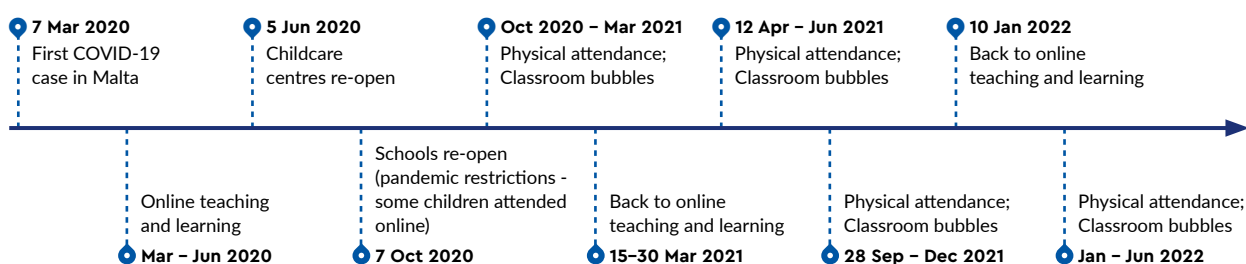 7 Mar 2020
First COVID-19
case in Malta
Online teaching
and learning
Mar – Jun 2020
5 Jun 2020
Childcare
centres re-open
Schools re-open
(pandemic restrictions -
some children attended
online)
7 Oct 2020
Oct 2020 – Mar 2021
Physical attendance;
Classroom bubbles
Back to online
teaching and learning
15–30 Mar 2021
12 Apr – Jun 2021
Physical attendance;
Classroom bubbles
Physical attendance;
Classroom bubbles
28 Sep – Dec 2021
10 Jan 2022
Back to online
teaching and learning
Physical attendance;
Classroom bubbles
Jan – Jun 2022